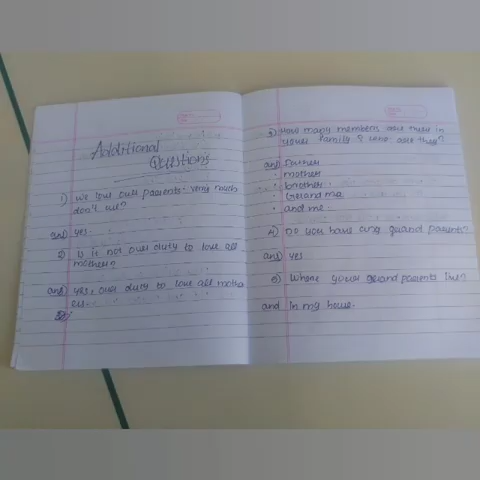 Additional
Questions
1) We love our parents very much
don't we?
ans) yes.
2) Is it not our duty to love all
mothers?
ans) yes, our duty to love all mothe
ers.
3) How many members are there in
your family & who are they?
ans) Father
• mother
• brother
• Grand ma
• and me.
4) Do you have any grand parents?
ans) yes
5) Where your grand parents live?
ans in my house.